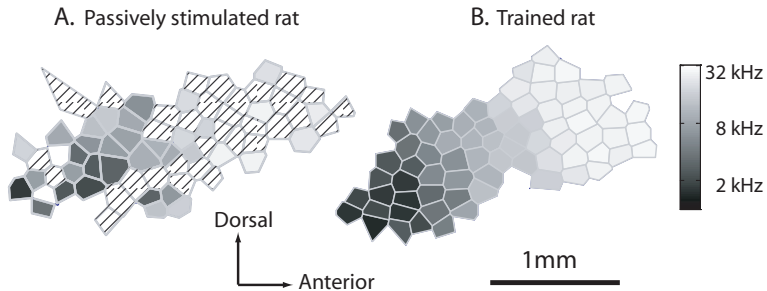 A. Passively stimulated rat
B. Trained rat
32 kHz
8 kHz
2 kHz
Dorsal
Anterior
1mm